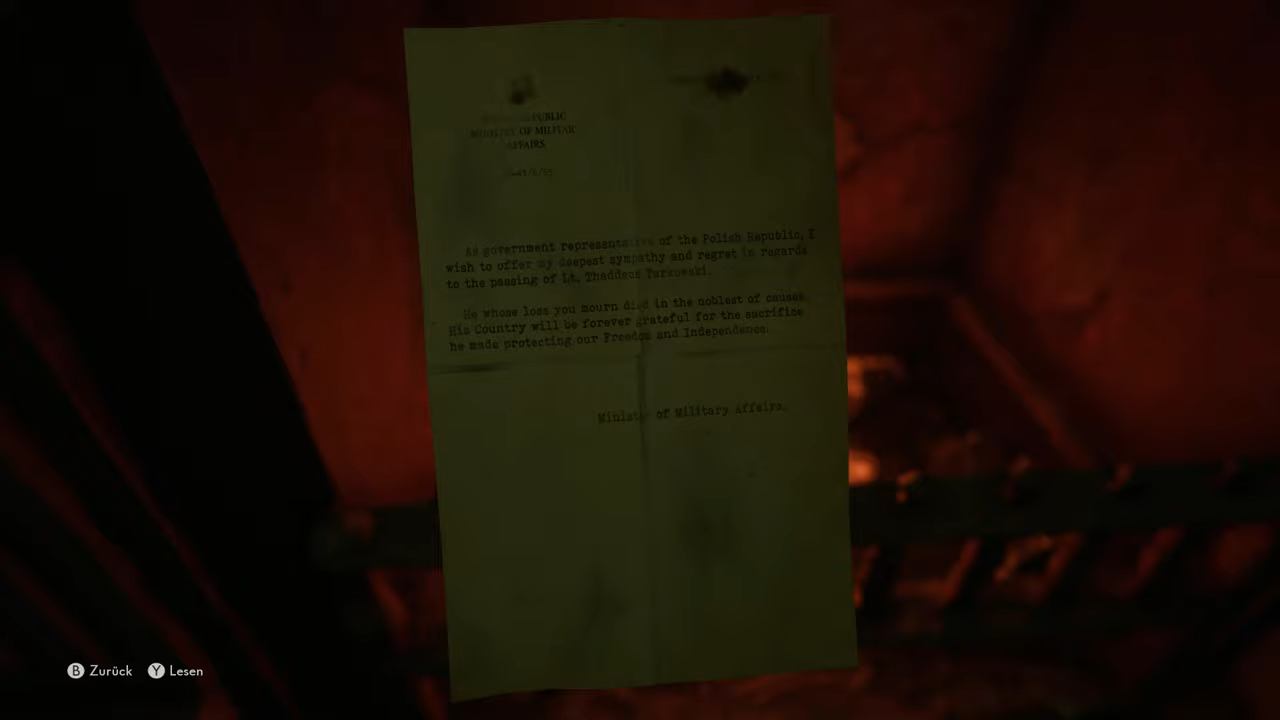 MINISTRY OF MILITARY
AFFAIRS
As government representative of the Polish Republic, I
wish to offer my deepest sympathy and regret in regards
to the passing of Lt. Thaddeus Turkowski.
He whose loss you mourn died in the noblest of causes.
His Country will be forever grateful for the sacrifice
he made protecting our Freedom and Independence.
Minister of Military Affairs.
B Zurück Y Lesen